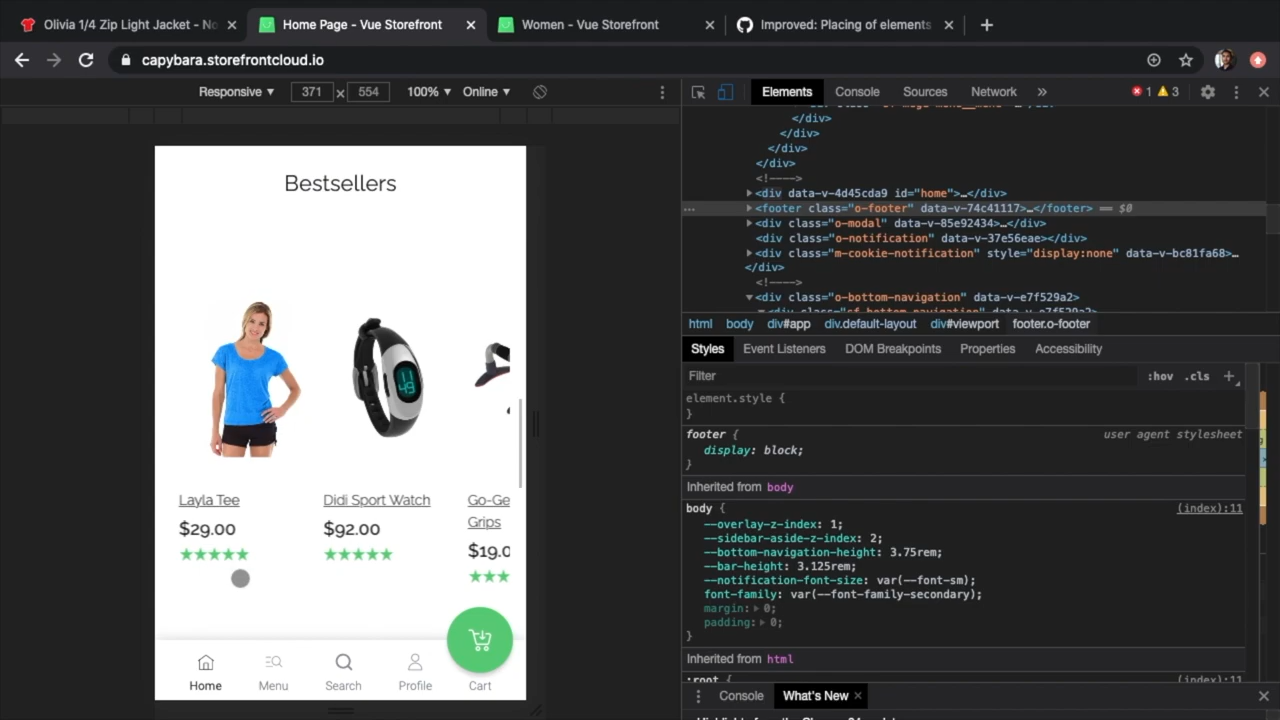 Olivia 1/4 Zip Light Jacket - No
Home Page - Vue Storefront
Women - Vue Storefront
Improved: Placing of elements
capybara.storefrontcloud.io
Responsive ▼ 371 x 554 100% ▼ Online ▼
Elements Console Sources Network » 1 3
</div>
</div>
</div>
</div>
<!---->
<div data-v-4d45cda9 id="home">…</div>
<footer class="o-footer" data-v-74c41117>…</footer> == $0
<div class="o-modal" data-v-85e92434>…</div>
<div class="o-notification" data-v-37e56eae></div>
<div class="m-cookie-notification" style="display:none" data-v-bc81fa68>…
</div>
<!---->
<div class="o-bottom-navigation" data-v-e7f529a2>
html body div#app div.default-layout div#viewport footer.o-footer
Styles Event Listeners DOM Breakpoints Properties Accessibility
Filter :hov .cls +
element.style {
}
footer { user agent stylesheet
display: block;
}
Inherited from body
body { (index):11
--overlay-z-index: 1;
--sidebar-aside-z-index: 2;
--bottom-navigation-height: 3.75rem;
--bar-height: 3.125rem;
--notification-font-size: var(--font-sm);
font-family: var(--font-family-secondary);
margin: 0;
padding: 0;
}
Inherited from html
:root { (index):11
Console What's New ×
Bestsellers
11
49
Layla Tee
$29.00
Didi Sport Watch
$92.00
Go-Ge
Grips
$19.0
Home Menu Search Profile Cart